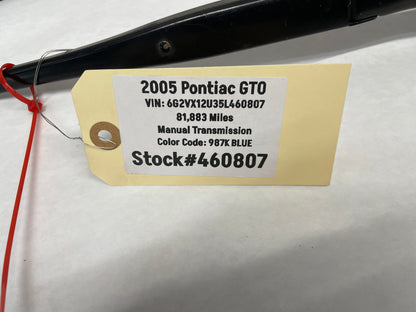 2005 Pontiac GTO
VIN: 6G2VX12U35L460807
81,883 Miles
Manual Transmission
Color Code: 987K BLUE
Stock#460807